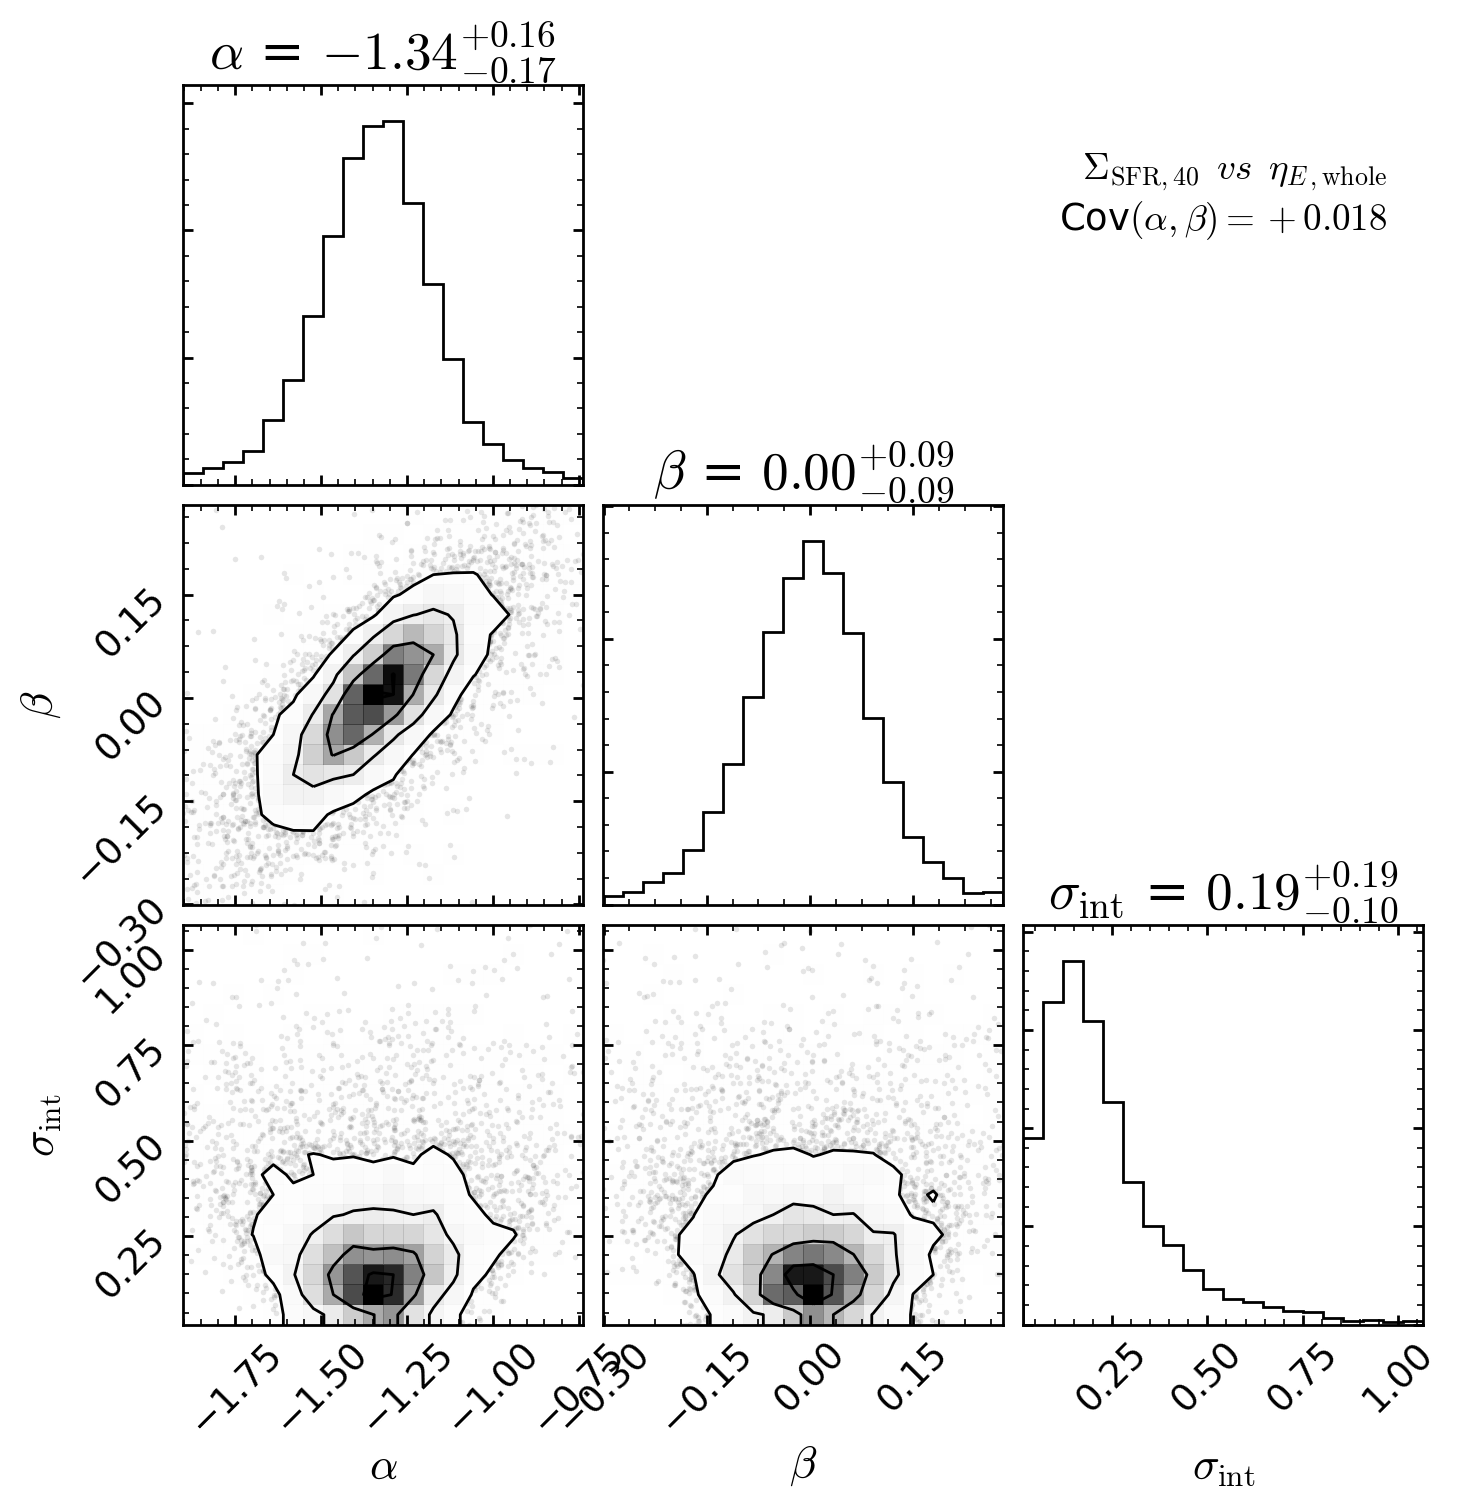 α = −1.34 +0.16 −0.17
Σ_SFR, 40 vs η_E, whole
Cov(α, β) = +0.018
β = 0.00 +0.09 −0.09
β
0.15
0.00
−0.15
−0.30
σ_int = 0.19 +0.19 −0.10
σ_int
1.00
0.75
0.50
0.25
−1.75 −1.50 −1.25 −1.00 −0.75
−0.30 −0.15 0.00 0.15
0.25 0.50 0.75 1.00
α β σ_int